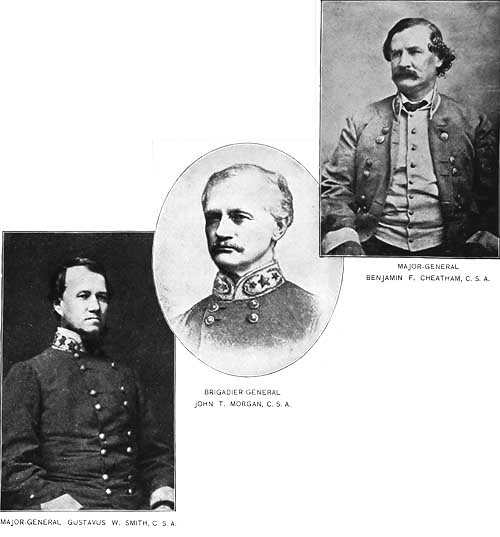 MAJOR-GENERAL
BENJAMIN F. CHEATHAM, C. S. A.
BRIGADIER-GENERAL
JOHN T. MORGAN, C. S. A.
MAJOR-GENERAL GUSTAVUS W. SMITH, C. S. A.